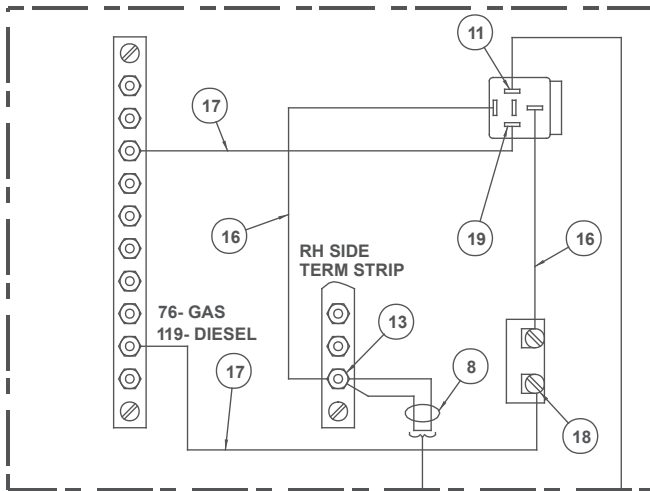 11
17
16
19
16
RH SIDE
TERM STRIP
76- GAS
119- DIESEL
13
17
8
18